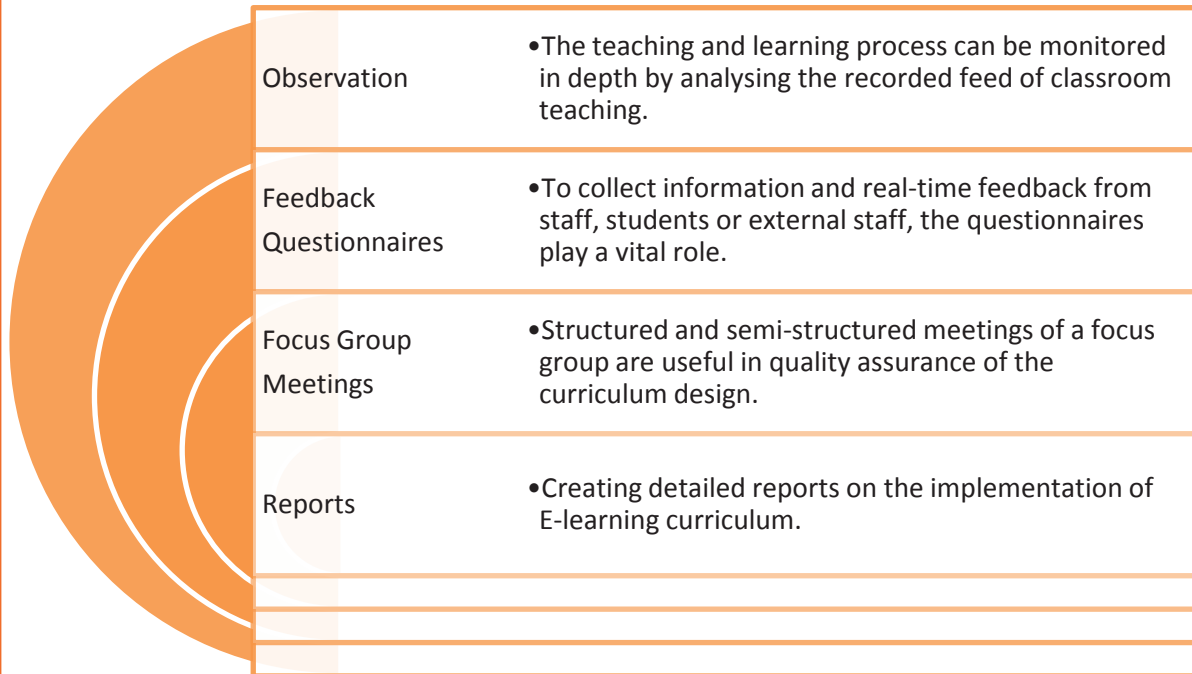 Observation
•The teaching and learning process can be monitored
in depth by analysing the recorded feed of classroom
teaching.
Feedback
Questionnaires
•To collect information and real-time feedback from
staff, students or external staff, the questionnaires
play a vital role.
Focus Group
Meetings
•Structured and semi-structured meetings of a focus
group are useful in quality assurance of the
curriculum design.
Reports
•Creating detailed reports on the implementation of
E-learning curriculum.